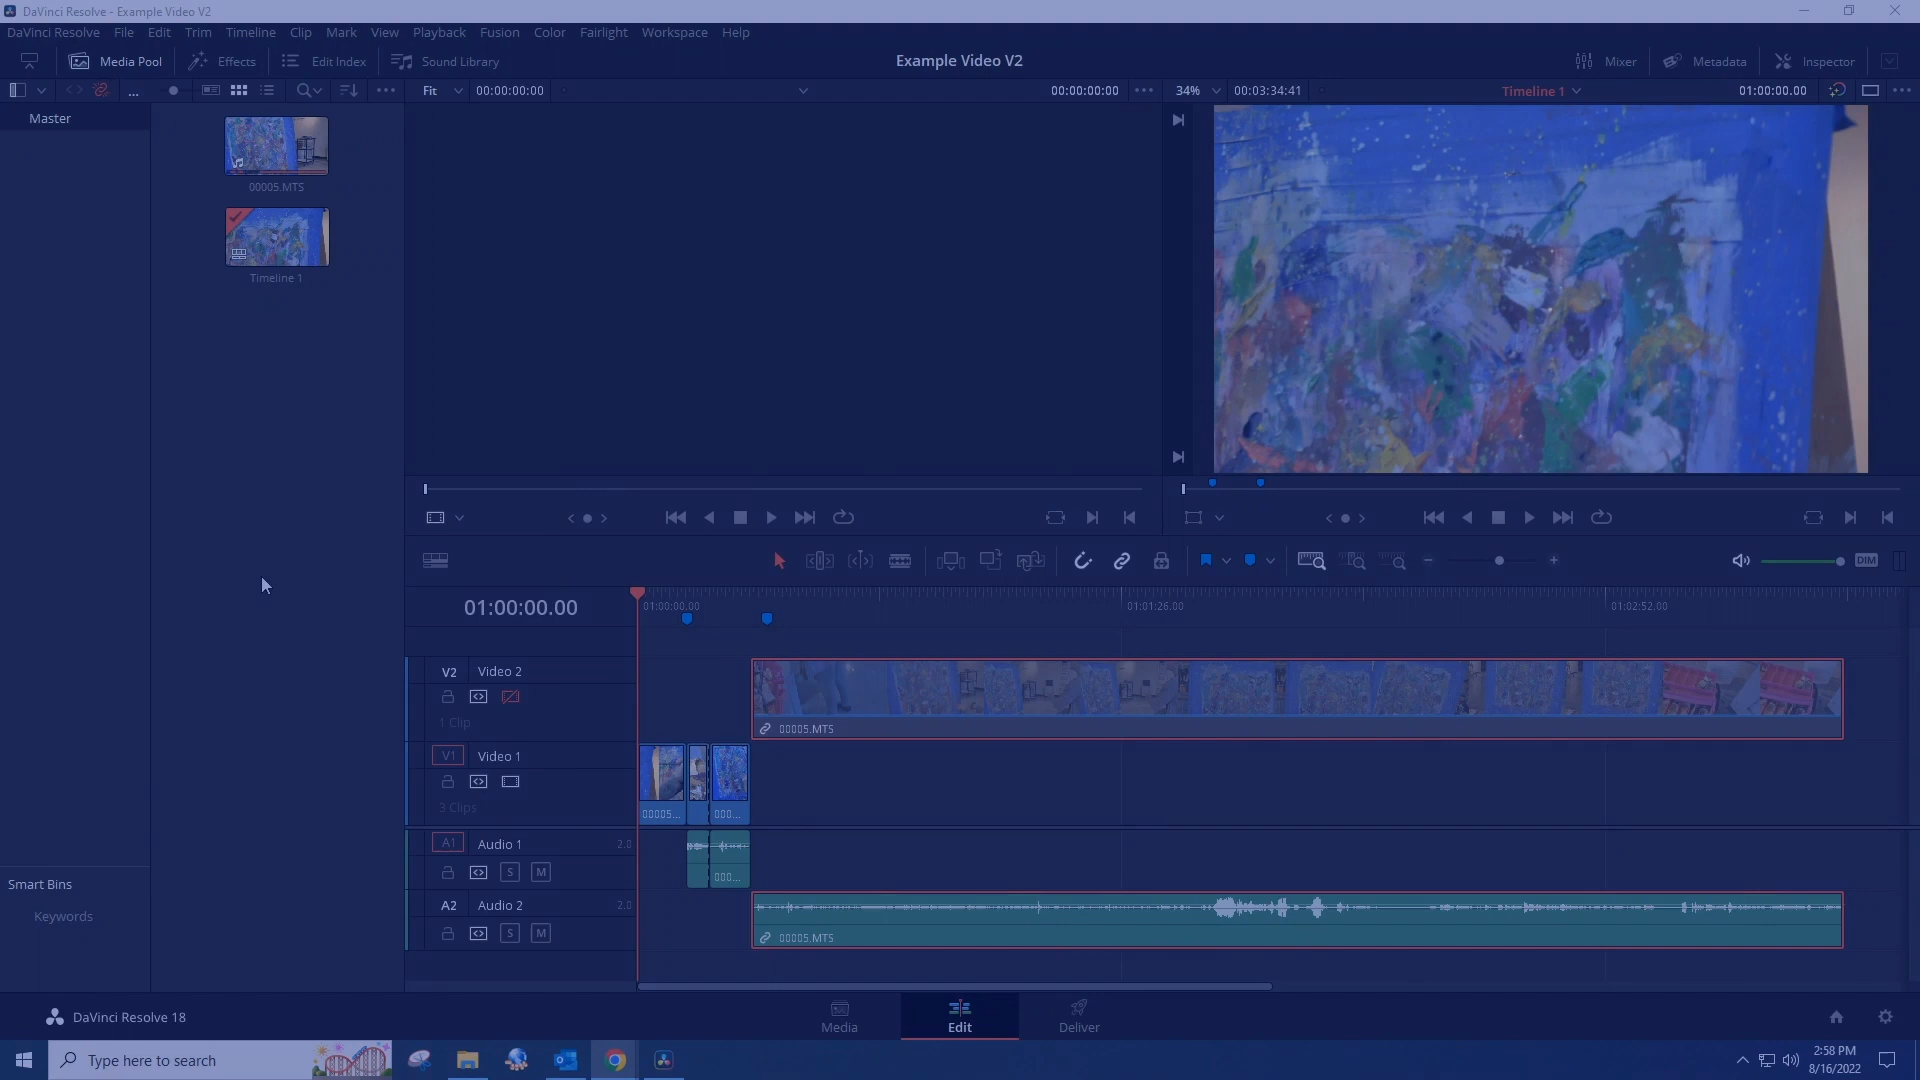 DaVinci Resolve - Example Video V2
DaVinci Resolve File Edit Trim Timeline Clip Mark View Playback Fusion Color Fairlight Workspace Help
Media Pool Effects Edit Index Sound Library Example Video V2 Mixer Metadata Inspector
... Fit 00:00:00:00 00:00:00:00 34% 00:03:34:41 Timeline 1 01:00:00.00
Master
00005.MTS
Timeline 1
DIM
01:00:00.00 01:00:00.00 01:01:26.00 01:02:52.00
V2 Video 2
1 Clip
00005.MTS
V1 Video 1
3 Clips
00005... 000...
A1 Audio 1 2.0
S M
000...
A2 Audio 2 2.0
S M
00005.MTS
Smart Bins
Keywords
DaVinci Resolve 18
Media Edit Deliver
Type here to search
2:58 PM
8/16/2022